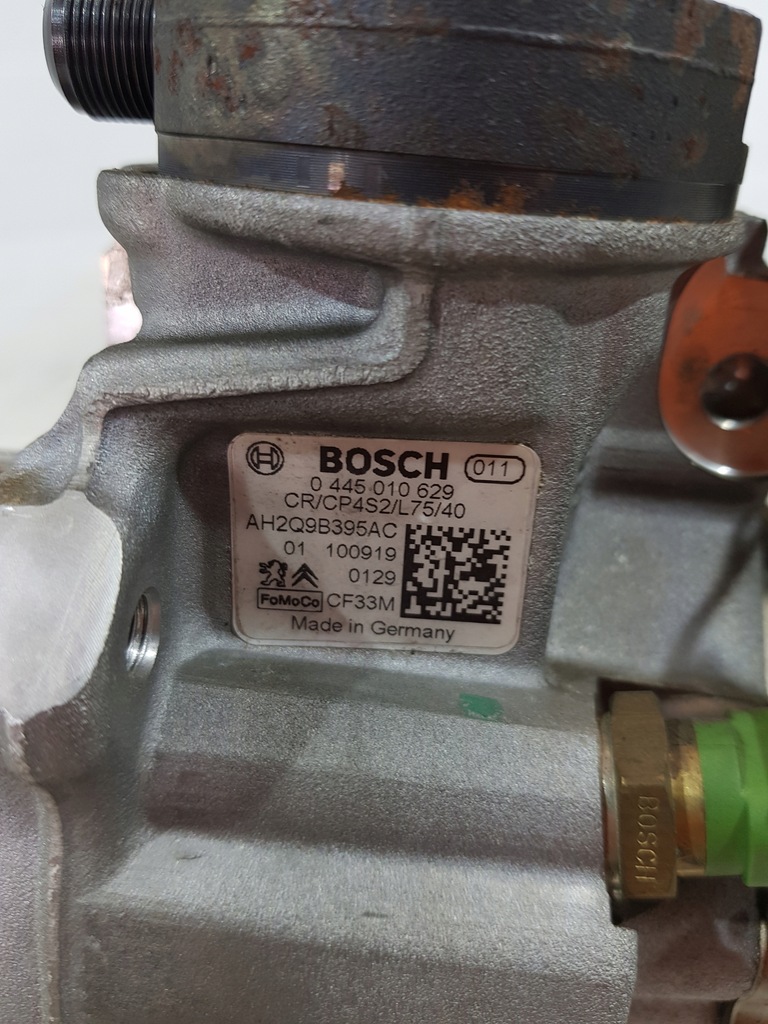 BOSCH 011
0 445 010 629
CR/CP4S2/L75/40
AH2Q9B395AC
01 100919
0129
FoMoCo CF33M
Made in Germany
BOSCH